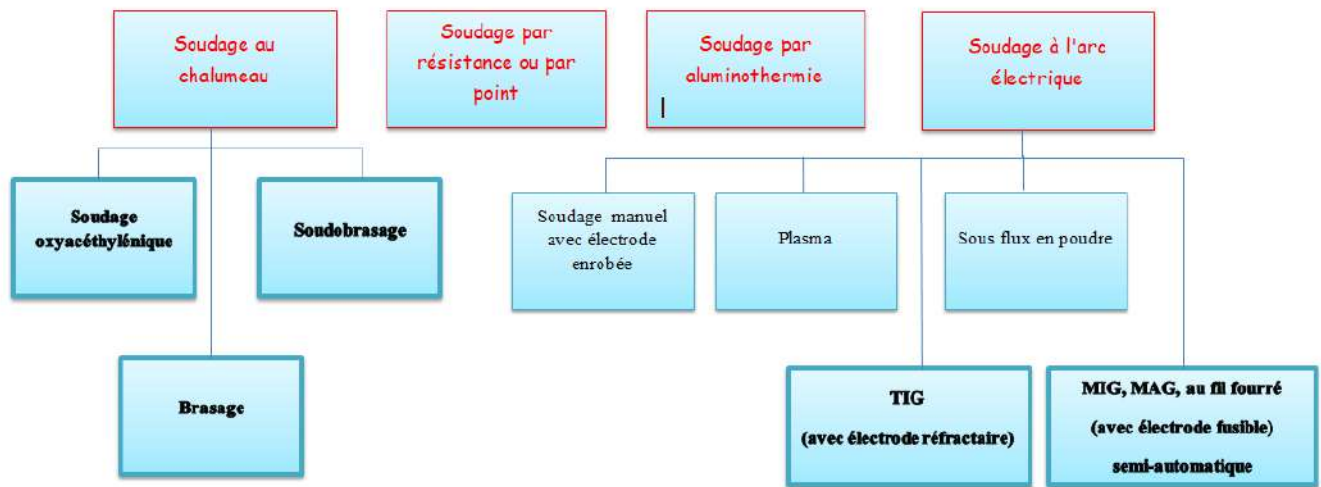 Soudage au
chalumeau
Soudage par
résistance ou par
point
Soudage par
aluminothermie
Soudage à l'arc
électrique
Soudage
oxyacéthylénique
Soudobrasage
Soudage manuel
avec électrode
enrobée
Plasma
Sous flux en poudre
Brasage
TIG
(avec électrode réfractaire)
MIG, MAG, au fil fourré
(avec électrode fusible)
semi-automatique